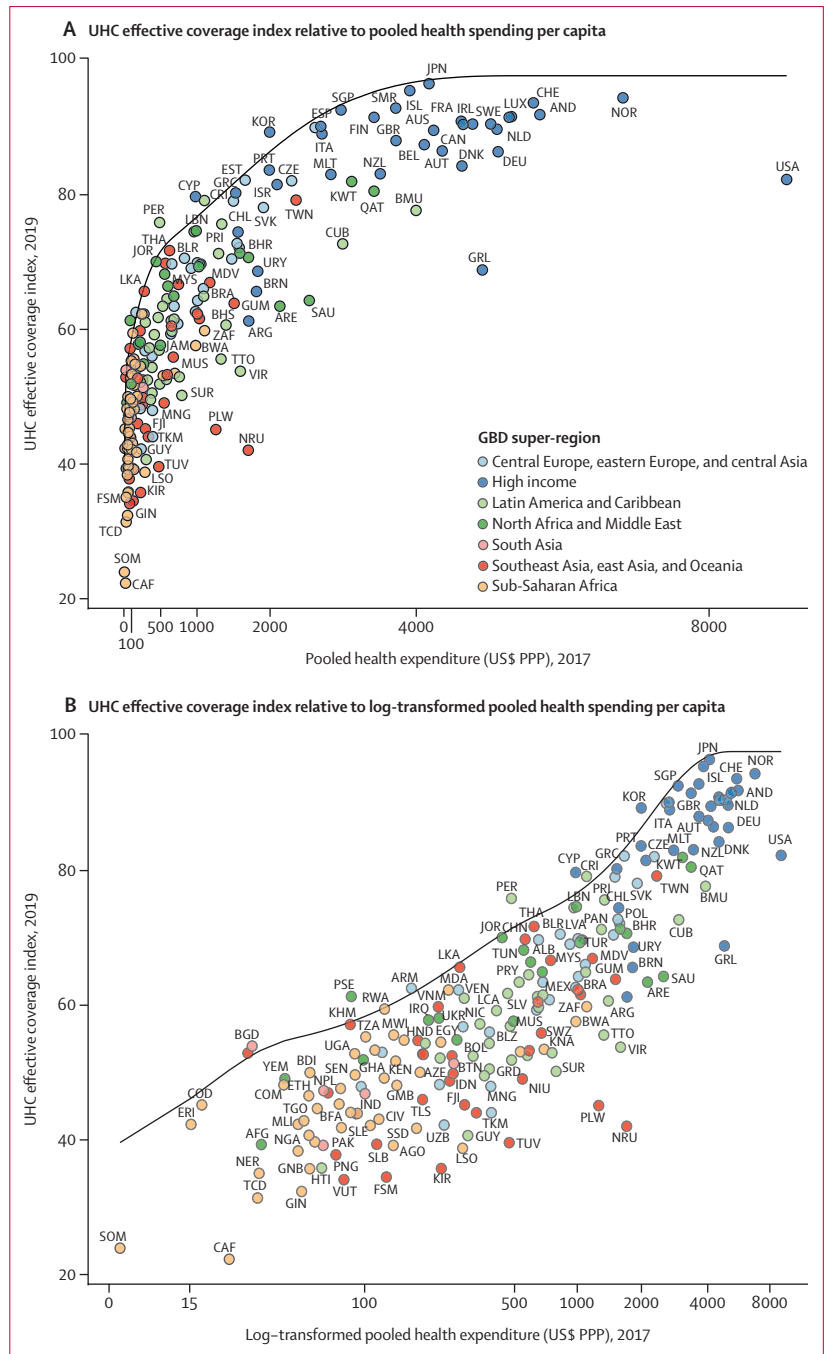 A UHC effective coverage index relative to pooled health spending per capita
100
80
60
40
20
UHC effective coverage index, 2019
JPN
SGP
SMR
ISL
CHE
ESP
FRA
IRL
SWE
LUX
AND
NOR
KOR
FIN
AUS
GBR
CAN
NLD
ITA
PRT
BEL
AUT
DNK
DEU
EST
CZE
MLT
NZL
USA
CYP
GRC
CRI
ISR
KWT
QAT
BMU
PER
LBN
CHL
SVK
TWN
THA
BLR
PRI
CUB
JOR
BHR
GRL
LKA
MYS
MDV
URY
BRA
BRN
BHS
GUM
ARE
SAU
ZAF
ARG
JAM
BWA
MUS
TTO
VIR
SUR
MNG
PLW
FJI
TKM
NRU
GUY
TUV
LSO
FSM
KIR
GIN
TCD
SOM
CAF
GBD super-region
Central Europe, eastern Europe, and central Asia
High income
Latin America and Caribbean
North Africa and Middle East
South Asia
Southeast Asia, east Asia, and Oceania
Sub-Saharan Africa
0 500 1000 2000 4000 8000
100
Pooled health expenditure (US$ PPP), 2017
B UHC effective coverage index relative to log-transformed pooled health spending per capita
100
80
60
40
20
UHC effective coverage index, 2019
JPN
NOR
CHE
SGP
ISL
AND
KOR
GBR
NLD
ITA
AUT
DEU
PRT
MLT
CZE
USA
GRC
NZL
DNK
CYP
CRI
KWT
QAT
TWN
PER
LBN
PRI
CHL
SVK
BMU
THA
PAN
POL
CUB
JOR
CHN
BLR
LVA
BHR
TUN
ALB
TUR
URY
GRL
LKA
MYS
MDV
BRN
PSE
ARM
MDA
VEN
PRY
MEX
BRA
GUM
SAU
ARE
RWA
VNM
LCA
SLV
ARG
KHM
IRQ
UKR
NIC
ZAF
TZA
MWI
MUS
SWZ
BWA
BGD
HND
EGY
BLZ
KNA
TTO
UGA
BOL
VIR
YEM
BDI
SEN
GHA
KEN
AZE
BTN
GRD
SUR
COM
ETH
NPL
IDN
NIU
COD
GMB
MNG
TGO
IND
TLS
FJI
PLW
ERI
MLI
BFA
SLE
CIV
TKM
NRU
AFG
NGA
SSD
UZB
GUY
TUV
PAK
SLB
AGO
NER
GNB
PNG
LSO
TCD
HTI
VUT
FSM
KIR
GIN
SOM
CAF
0 15 100 500 1000 2000 4000 8000
Log–transformed pooled health expenditure (US$ PPP), 2017